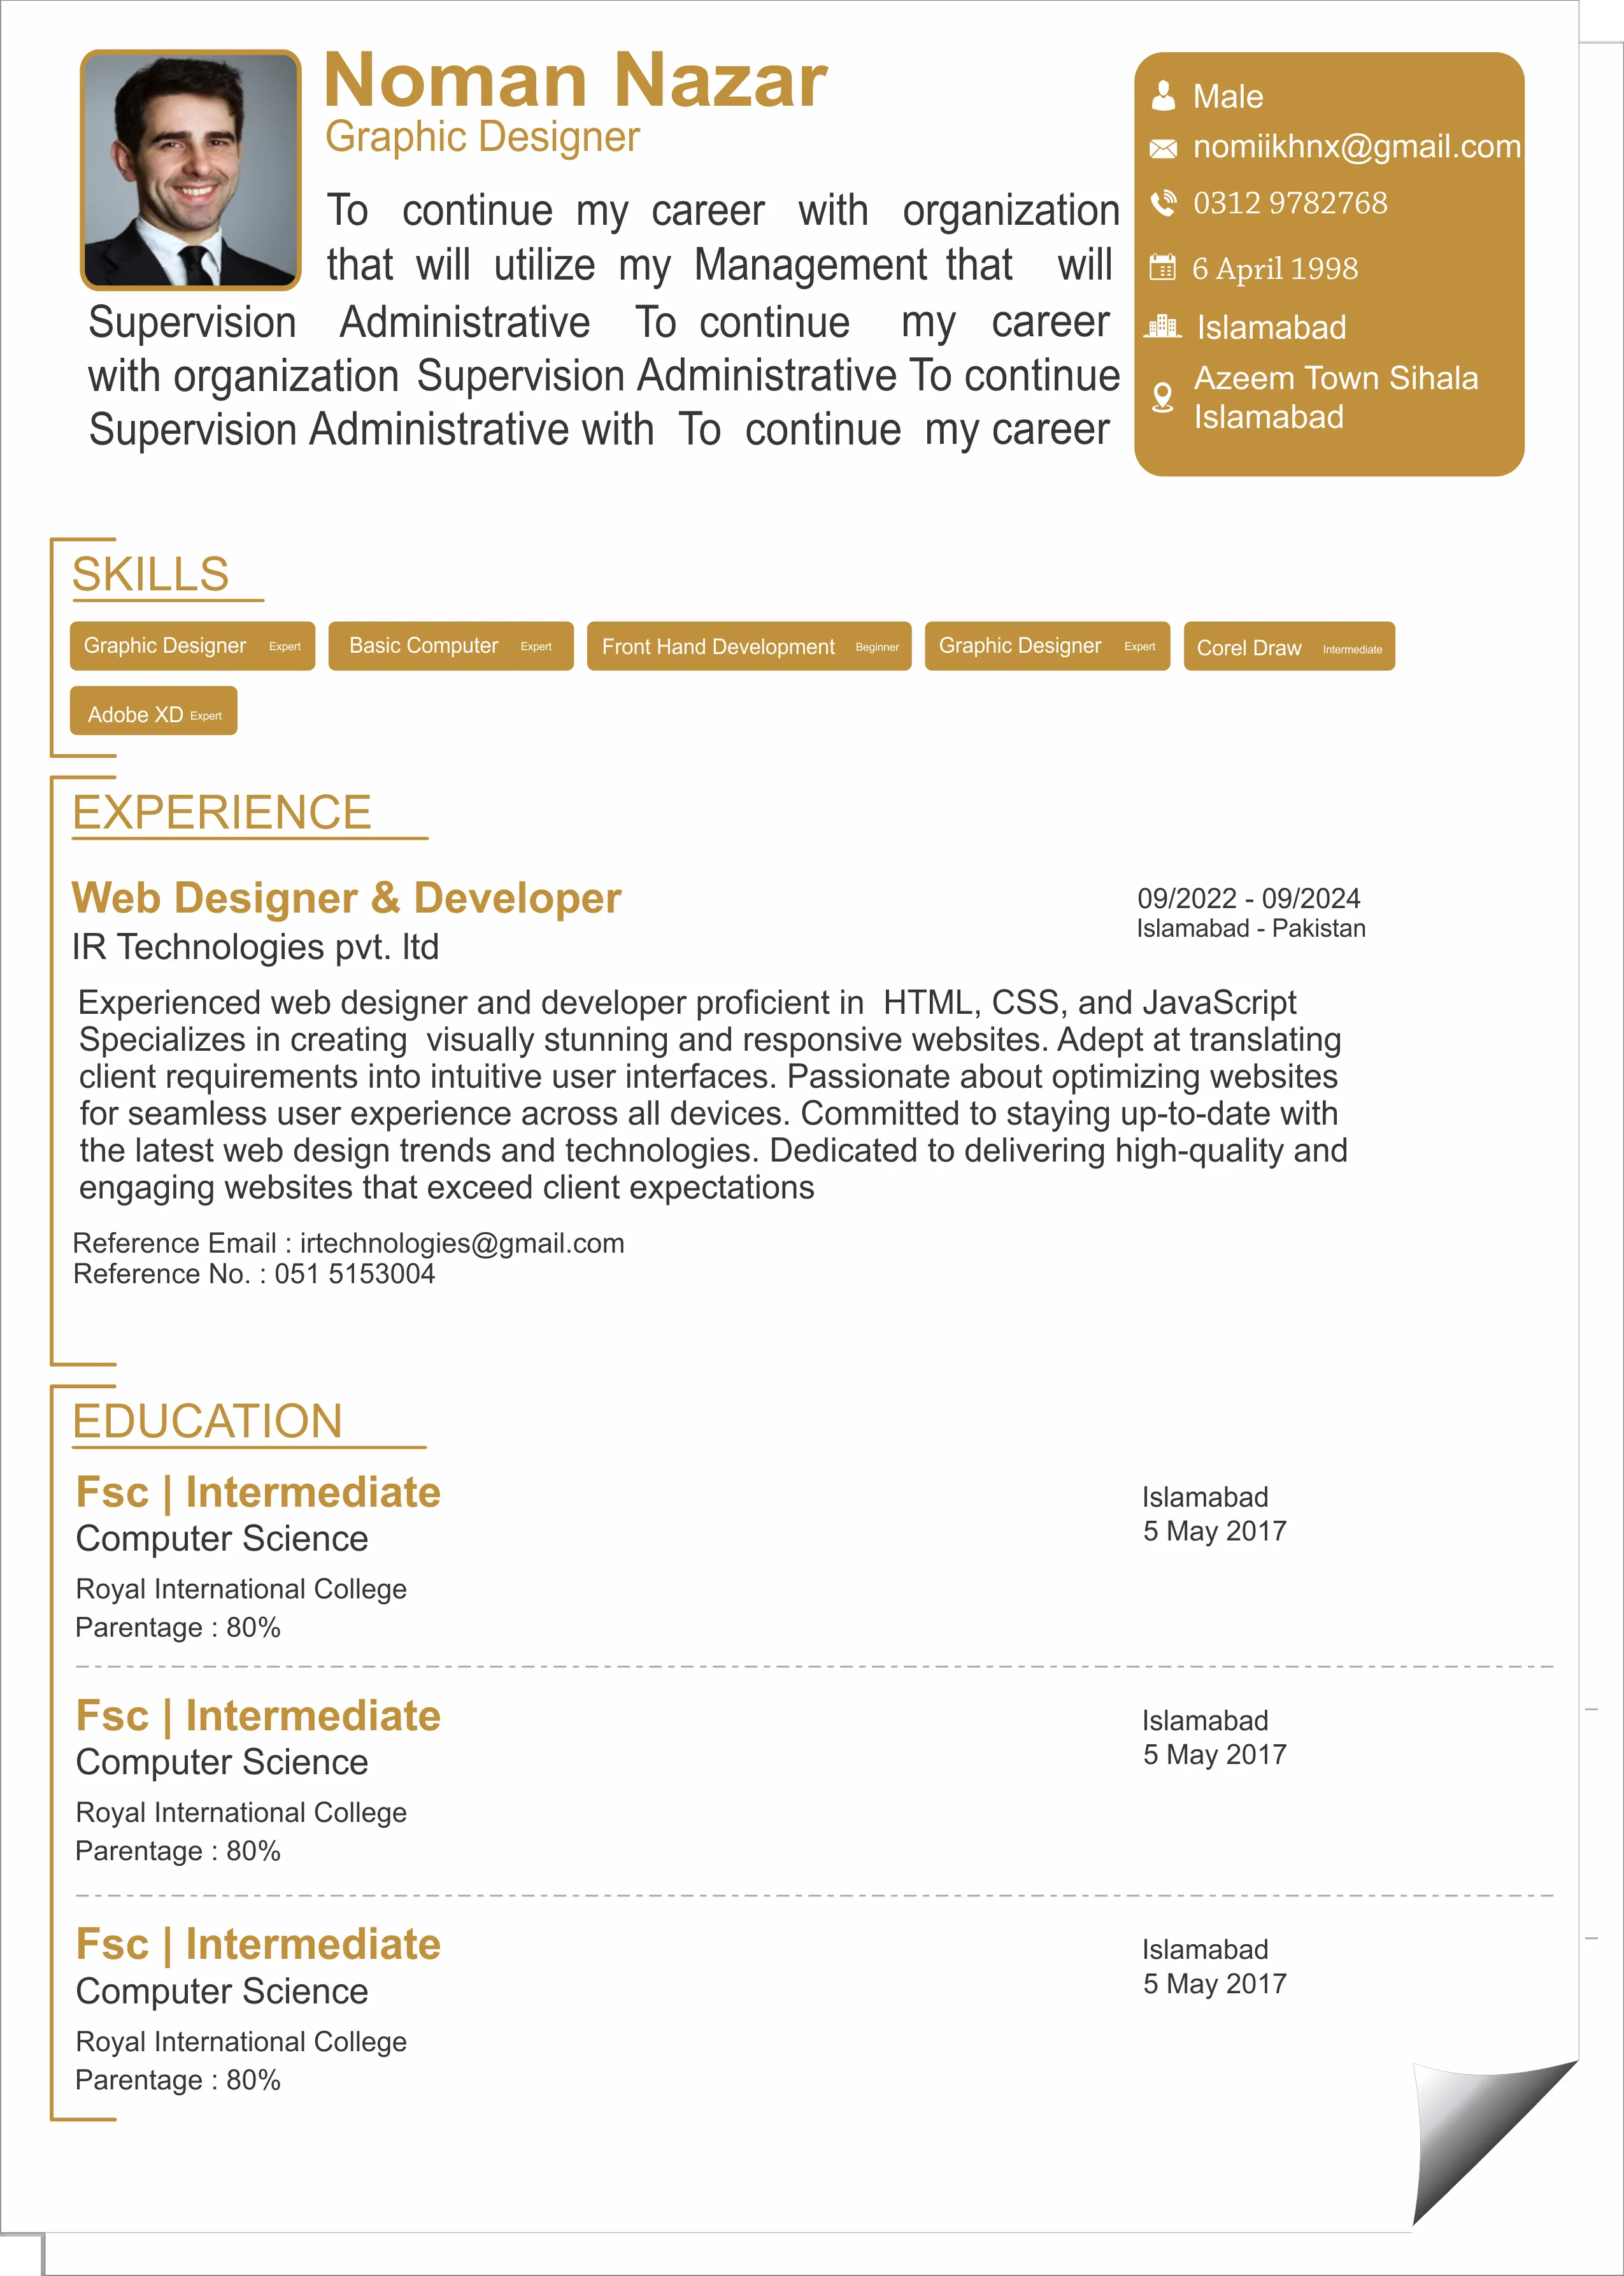 Noman Nazar
Graphic Designer
To continue my career with organization
that will utilize my Management that will
Supervision Administrative To continue my career
with organization Supervision Administrative To continue
Supervision Administrative with To continue my career
Male
nomiikhnx@gmail.com
0312 9782768
6 April 1998
Islamabad
Azeem Town Sihala
Islamabad
SKILLS
Graphic Designer Expert
Basic Computer Expert
Front Hand Development Beginner
Graphic Designer Expert
Corel Draw Intermediate
Adobe XD Expert
EXPERIENCE
Web Designer & Developer
09/2022 - 09/2024
IR Technologies pvt. ltd
Islamabad - Pakistan
Experienced web designer and developer proficient in HTML, CSS, and JavaScript
Specializes in creating visually stunning and responsive websites. Adept at translating
client requirements into intuitive user interfaces. Passionate about optimizing websites
for seamless user experience across all devices. Committed to staying up-to-date with
the latest web design trends and technologies. Dedicated to delivering high-quality and
engaging websites that exceed client expectations
Reference Email : irtechnologies@gmail.com
Reference No. : 051 5153004
EDUCATION
Fsc | Intermediate
Islamabad
Computer Science
5 May 2017
Royal International College
Parentage : 80%
Fsc | Intermediate
Islamabad
Computer Science
5 May 2017
Royal International College
Parentage : 80%
Fsc | Intermediate
Islamabad
Computer Science
5 May 2017
Royal International College
Parentage : 80%